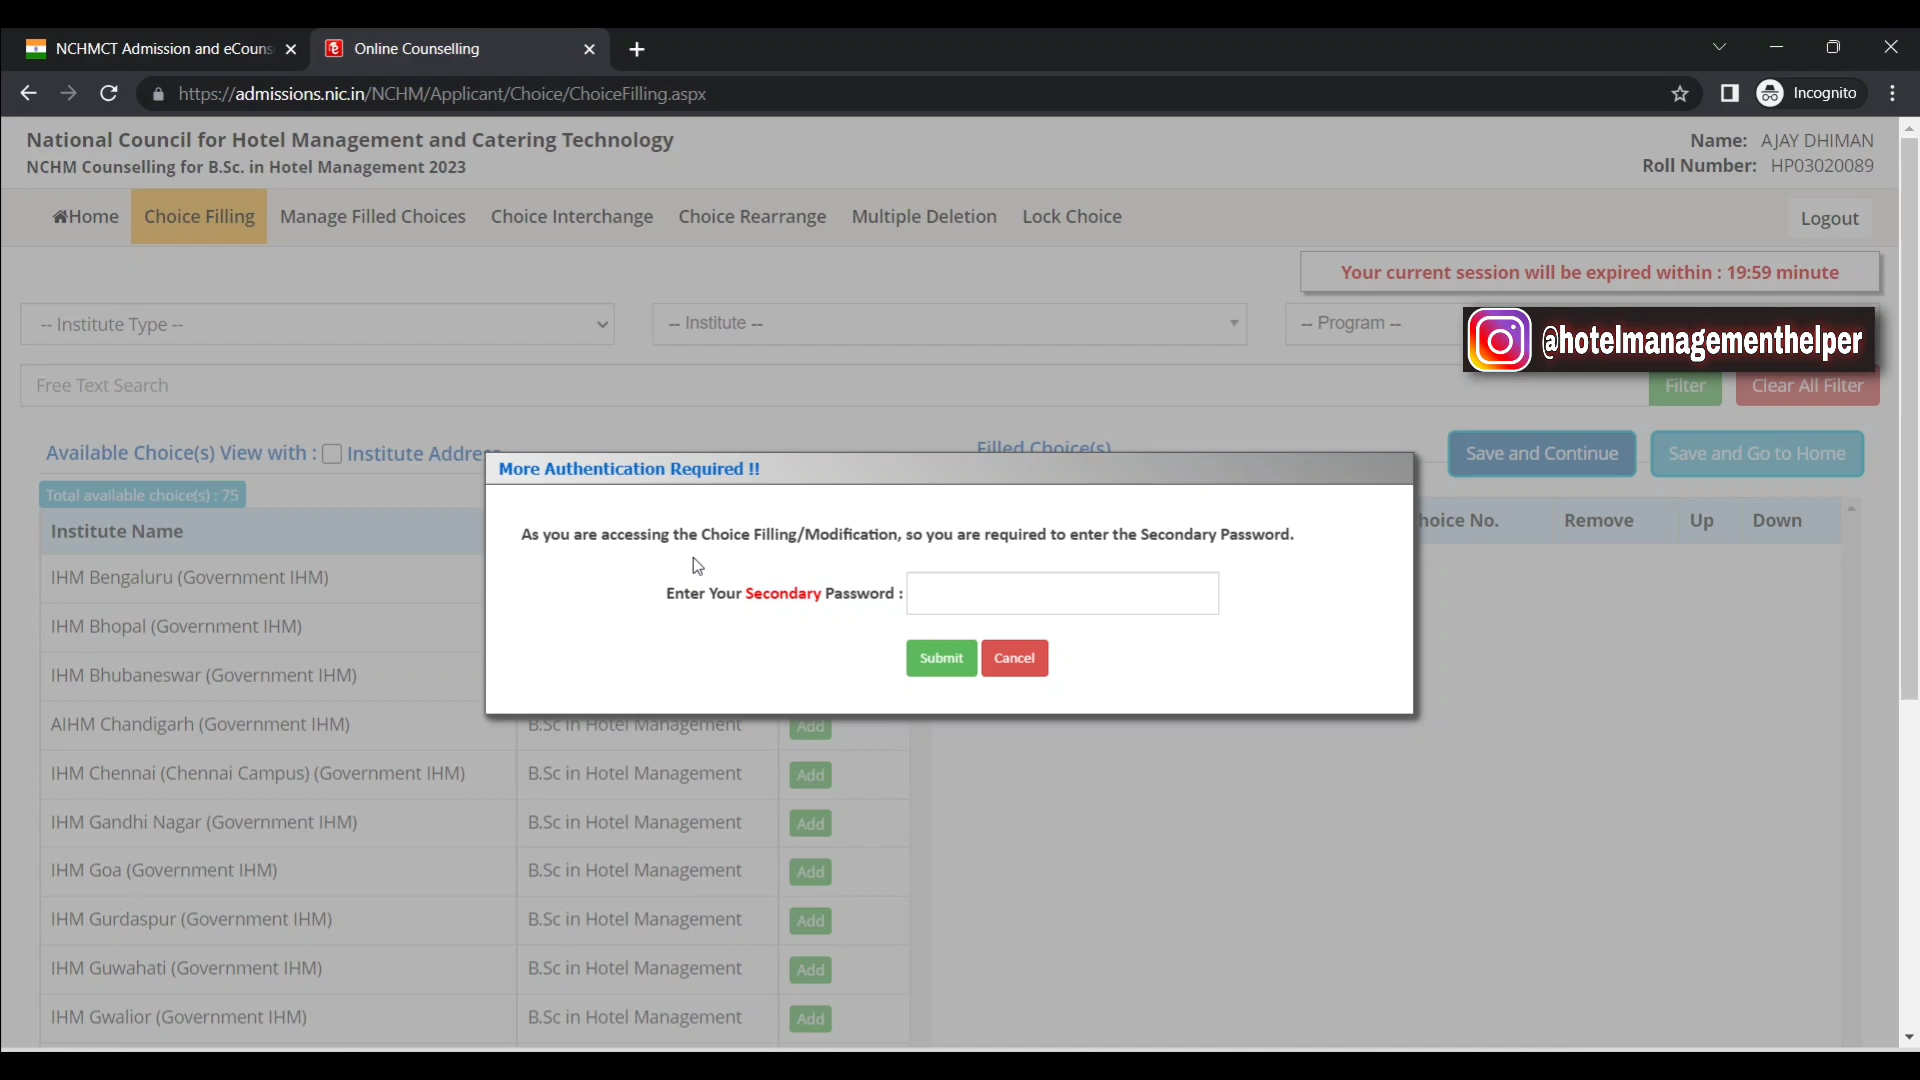 NCHMCT Admission and eCouns
Online Counselling
https://admissions.nic.in/NCHM/Applicant/Choice/ChoiceFilling.aspx
Incognito
National Council for Hotel Management and Catering Technology
NCHM Counselling for B.Sc. in Hotel Management 2023
Name: AJAY DHIMAN
Roll Number: HP03020089
Home Choice Filling Manage Filled Choices Choice Interchange Choice Rearrange Multiple Deletion Lock Choice Logout
Your current session will be expired within : 19:59 minute
-- Institute Type --
-- Institute --
-- Program --
@hotelmanagementhelper
Free Text Search
Filter
Clear All Filter
Available Choice(s) View with : Institute Address
Filled Choice(s)
Save and Continue
Save and Go to Home
Total available choice(s) : 75
Institute Name
hoice No. Remove Up Down
More Authentication Required !!
As you are accessing the Choice Filling/Modification, so you are required to enter the Secondary Password.
Enter Your Secondary Password :
Submit Cancel
IHM Bengaluru (Government IHM)
IHM Bhopal (Government IHM)
IHM Bhubaneswar (Government IHM)
AIHM Chandigarh (Government IHM) B.Sc in Hotel Management Add
IHM Chennai (Chennai Campus) (Government IHM) B.Sc in Hotel Management Add
IHM Gandhi Nagar (Government IHM) B.Sc in Hotel Management Add
IHM Goa (Government IHM) B.Sc in Hotel Management Add
IHM Gurdaspur (Government IHM) B.Sc in Hotel Management Add
IHM Guwahati (Government IHM) B.Sc in Hotel Management Add
IHM Gwalior (Government IHM) B.Sc in Hotel Management Add